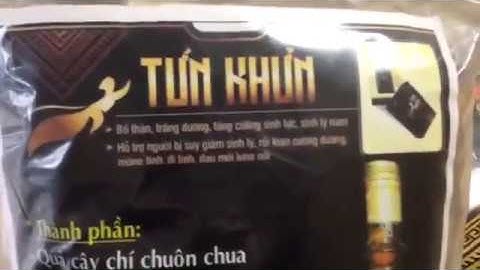 TỨN KHUN
Bổ thận, tráng dương, tăng cường sinh lực, sinh lý nam
Hỗ trợ người bị suy giảm sinh lý, rối loạn cương dương,
mộng tinh, di tinh, đau mỏi lưng gối
Thành phần:
Quả cây chí chuôn chua